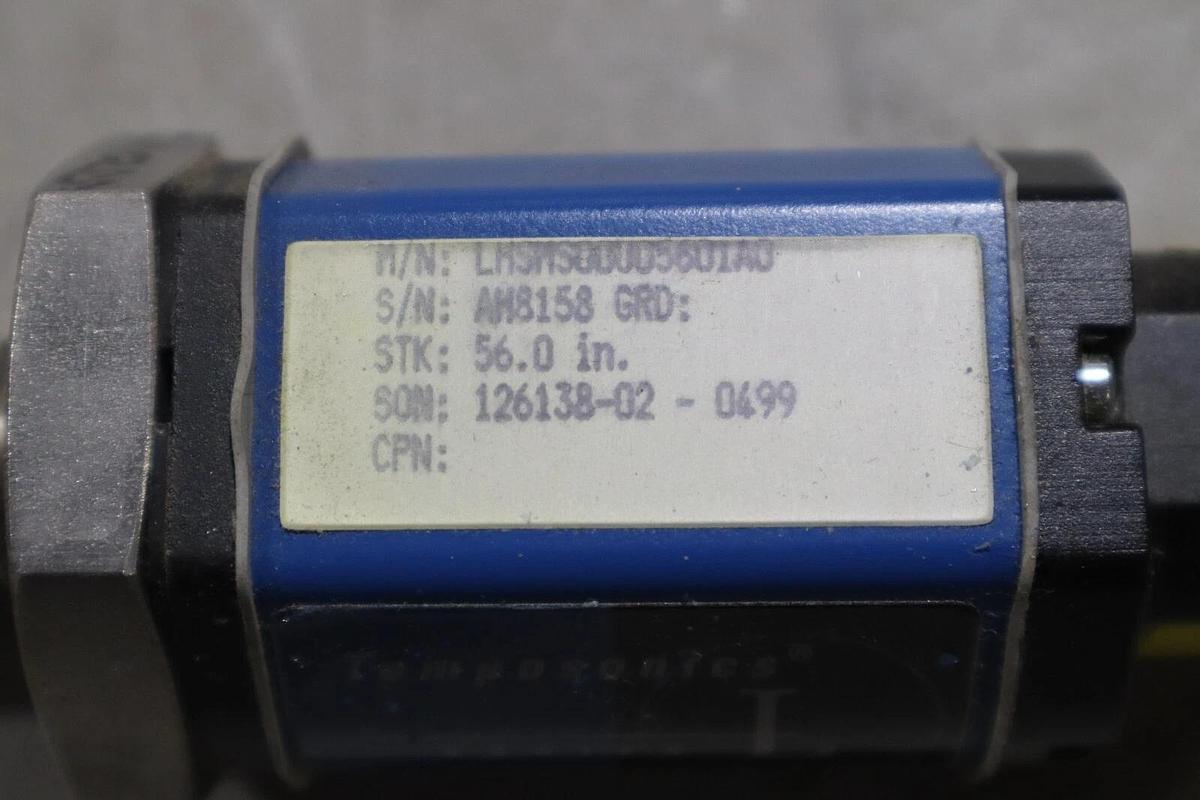 M/N:
S/N: AM8158 GRD:
STK: 56.0 in.
SON: 126138-02 - 0499
CPN:
Temposonics®